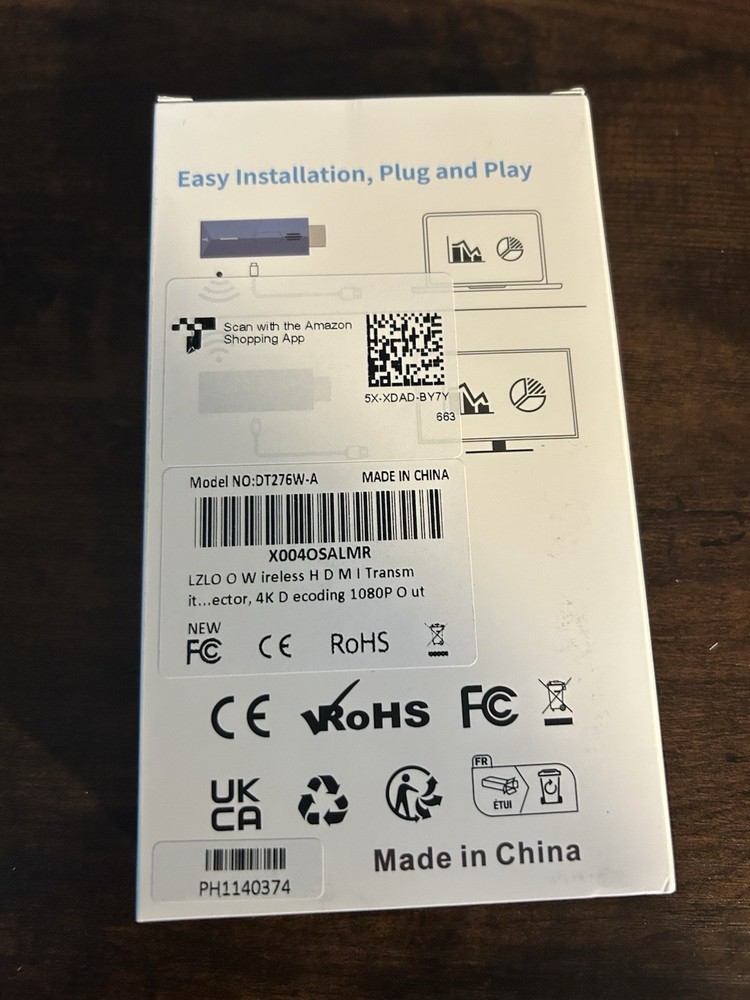 Easy Installation, Plug and Play
Scan with the Amazon
Shopping App
5X-XDAD-BY7Y
663
Model NO:DT276W-A MADE IN CHINA
X004OSALMR
LZLO O W ireless H D M I Transm
it...ector, 4K D ecoding 1080P O ut
NEW
FC CE RoHS
CE RoHS FC
UK
CA
FR
ÉTUI
Made in China
PH1140374